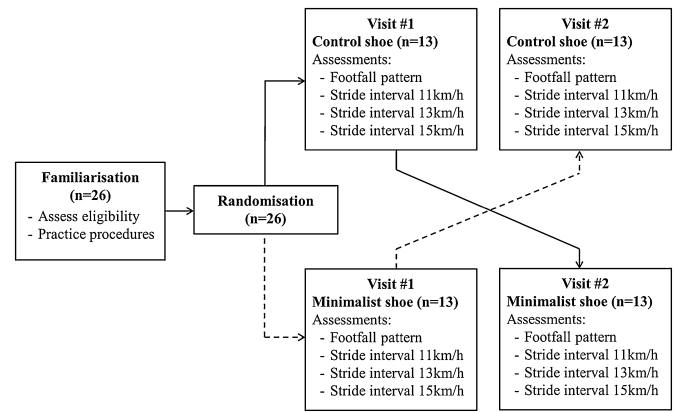 Familiarisation
(n=26)
- Assess eligibility
- Practice procedures
Randomisation
(n=26)
Visit #1
Control shoe (n=13)
Assessments:
- Footfall pattern
- Stride interval 11km/h
- Stride interval 13km/h
- Stride interval 15km/h
Visit #2
Control shoe (n=13)
Assessments:
- Footfall pattern
- Stride interval 11km/h
- Stride interval 13km/h
- Stride interval 15km/h
Visit #1
Minimalist shoe (n=13)
Assessments:
- Footfall pattern
- Stride interval 11km/h
- Stride interval 13km/h
- Stride interval 15km/h
Visit #2
Minimalist shoe (n=13)
Assessments:
- Footfall pattern
- Stride interval 11km/h
- Stride interval 13km/h
- Stride interval 15km/h